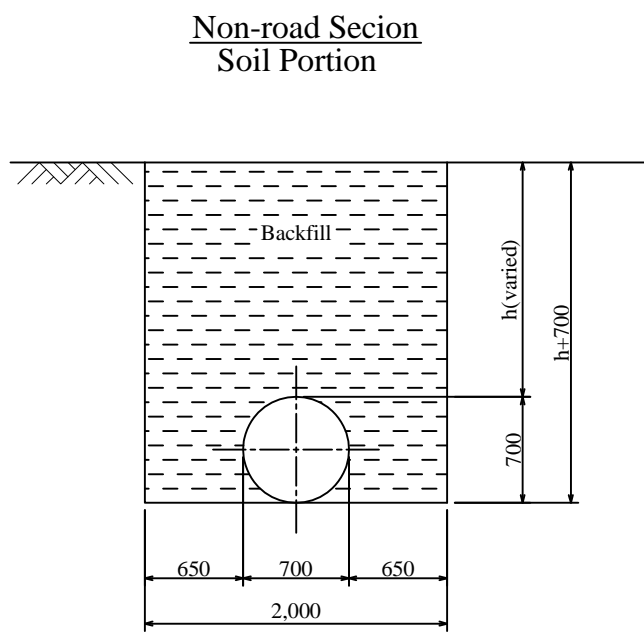 Non-road Secion
Soil Portion
Backfill
h(varied)
h+700
700
650
700
650
2,000